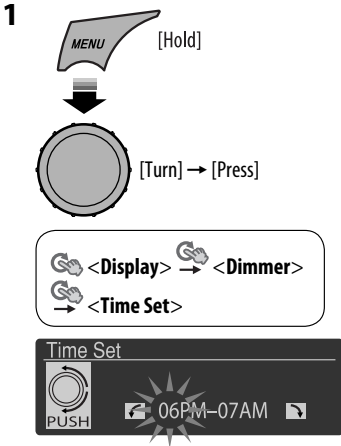 1
MENU
[Hold]
[Turn] → [Press]
<Display> → <Dimmer>
→ <Time Set>
Time Set
PUSH
06PM–07AM